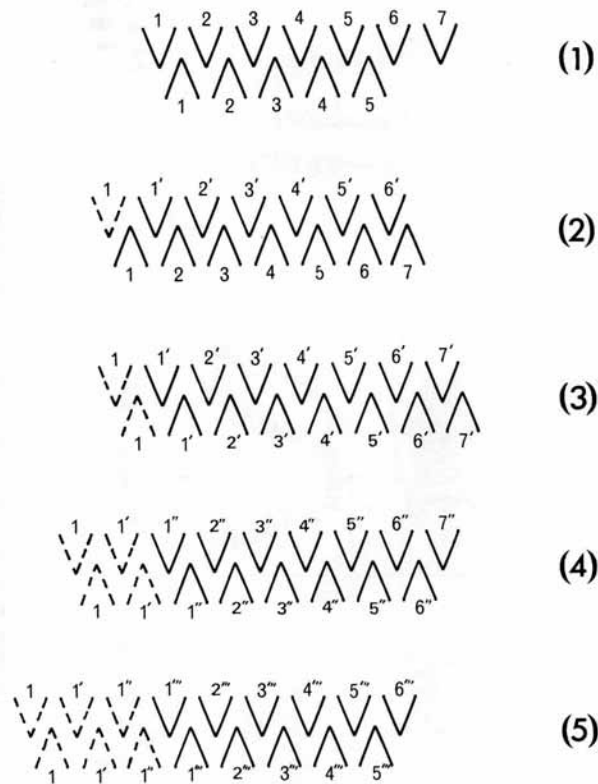 1 2 3 4 5 6 7
(1)
1 2 3 4 5
1 1′ 2′ 3′ 4′ 5′ 6′
(2)
1 2 3 4 5 6 7
1 1′ 2′ 3′ 4′ 5′ 6′ 7′
(3)
1 1′ 2′ 3′ 4′ 5′ 6′ 7′
1 1′ 1″ 2″ 3″ 4″ 5″ 6″ 7″
(4)
1 1′ 1″ 2″ 3″ 4″ 5″ 6″
1 1′ 1″ 1‴ 2‴ 3‴ 4‴ 5‴ 6‴
(5)
1 1′ 1″ 1‴ 2‴ 3‴ 4‴ 5‴